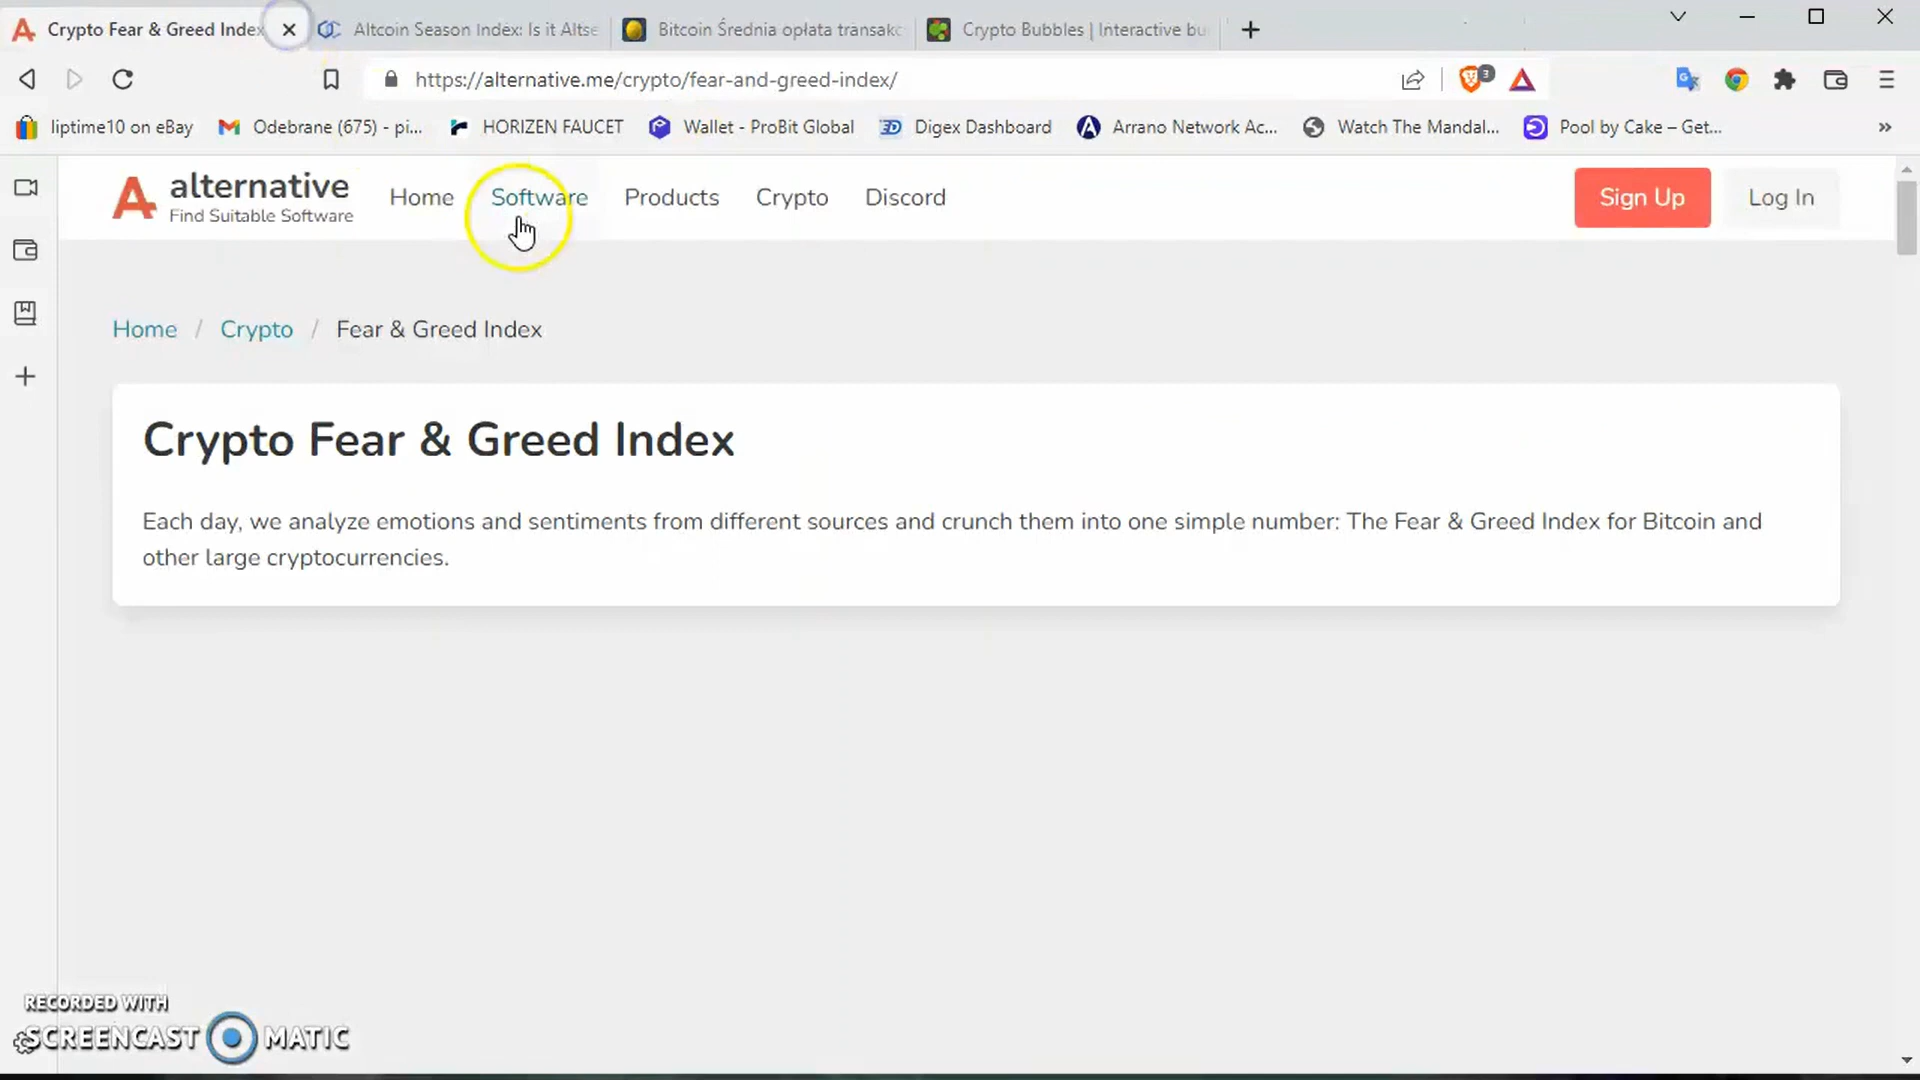 Crypto Fear & Greed Index
Altcoin Season Index: Is it Altse
Bitcoin Średnia opłata transakc
Crypto Bubbles | Interactive bu
https://alternative.me/crypto/fear-and-greed-index/
3
liptime10 on eBay
Odebrane (675) - pi...
HORIZEN FAUCET
Wallet - ProBit Global
3D
Digex Dashboard
Arrano Network Ac...
Watch The Mandal...
Pool by Cake – Get...
alternative
Find Suitable Software
Home
Software
Products
Crypto
Discord
Sign Up
Log In
Home / Crypto / Fear & Greed Index
Crypto Fear & Greed Index
Each day, we analyze emotions and sentiments from different sources and crunch them into one simple number: The Fear & Greed Index for Bitcoin and
other large cryptocurrencies.
RECORDED WITH
SCREENCAST MATIC